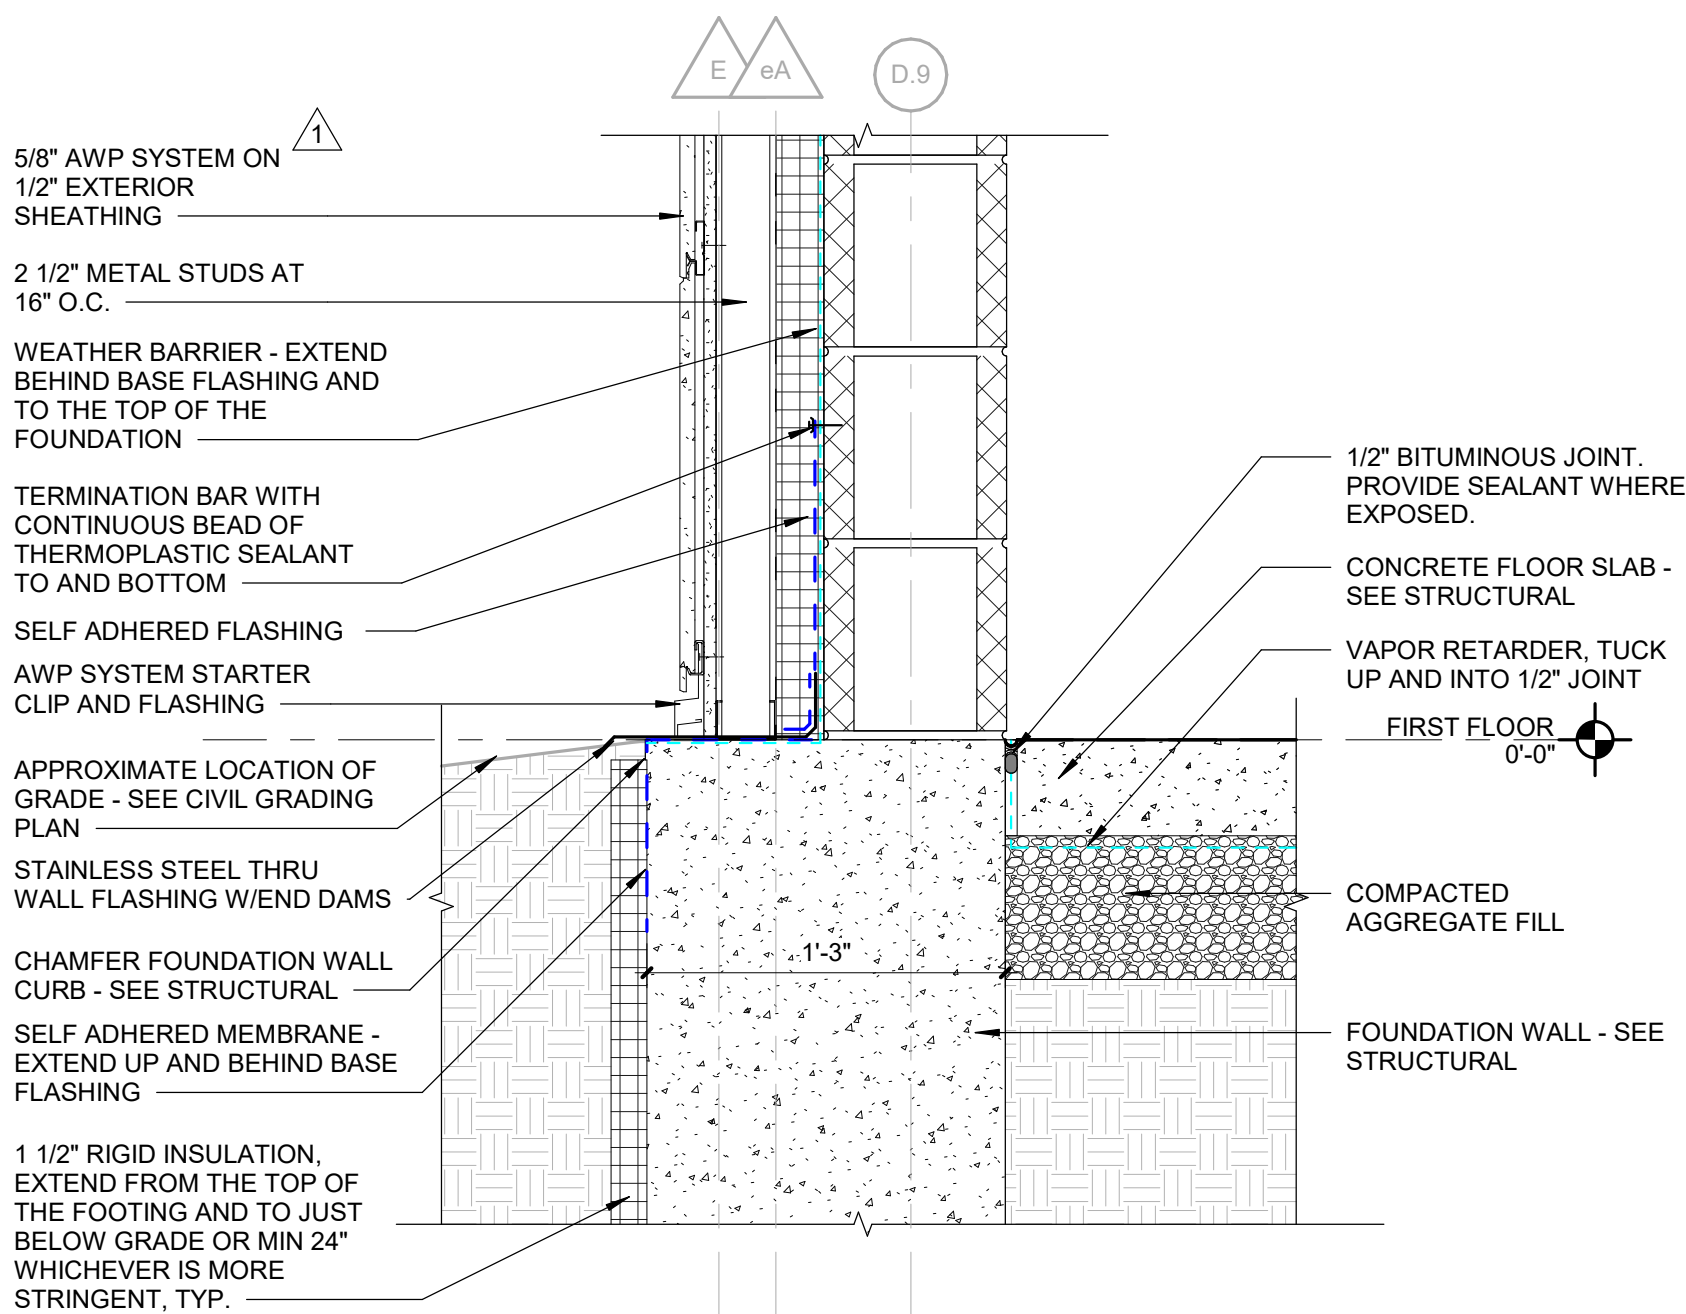 E
eA
D.9
1
5/8" AWP SYSTEM ON
1/2" EXTERIOR
SHEATHING
2 1/2" METAL STUDS AT
16" O.C.
WEATHER BARRIER - EXTEND
BEHIND BASE FLASHING AND
TO THE TOP OF THE
FOUNDATION
TERMINATION BAR WITH
CONTINUOUS BEAD OF
THERMOPLASTIC SEALANT
TO AND BOTTOM
SELF ADHERED FLASHING
AWP SYSTEM STARTER
CLIP AND FLASHING
APPROXIMATE LOCATION OF
GRADE - SEE CIVIL GRADING
PLAN
STAINLESS STEEL THRU
WALL FLASHING W/END DAMS
CHAMFER FOUNDATION WALL
CURB - SEE STRUCTURAL
SELF ADHERED MEMBRANE -
EXTEND UP AND BEHIND BASE
FLASHING
1 1/2" RIGID INSULATION,
EXTEND FROM THE TOP OF
THE FOOTING AND TO JUST
BELOW GRADE OR MIN 24"
WHICHEVER IS MORE
STRINGENT, TYP.
1'-3"
1/2" BITUMINOUS JOINT.
PROVIDE SEALANT WHERE
EXPOSED.
CONCRETE FLOOR SLAB -
SEE STRUCTURAL
VAPOR RETARDER, TUCK
UP AND INTO 1/2" JOINT
FIRST FLOOR
0'-0"
COMPACTED
AGGREGATE FILL
FOUNDATION WALL - SEE
STRUCTURAL